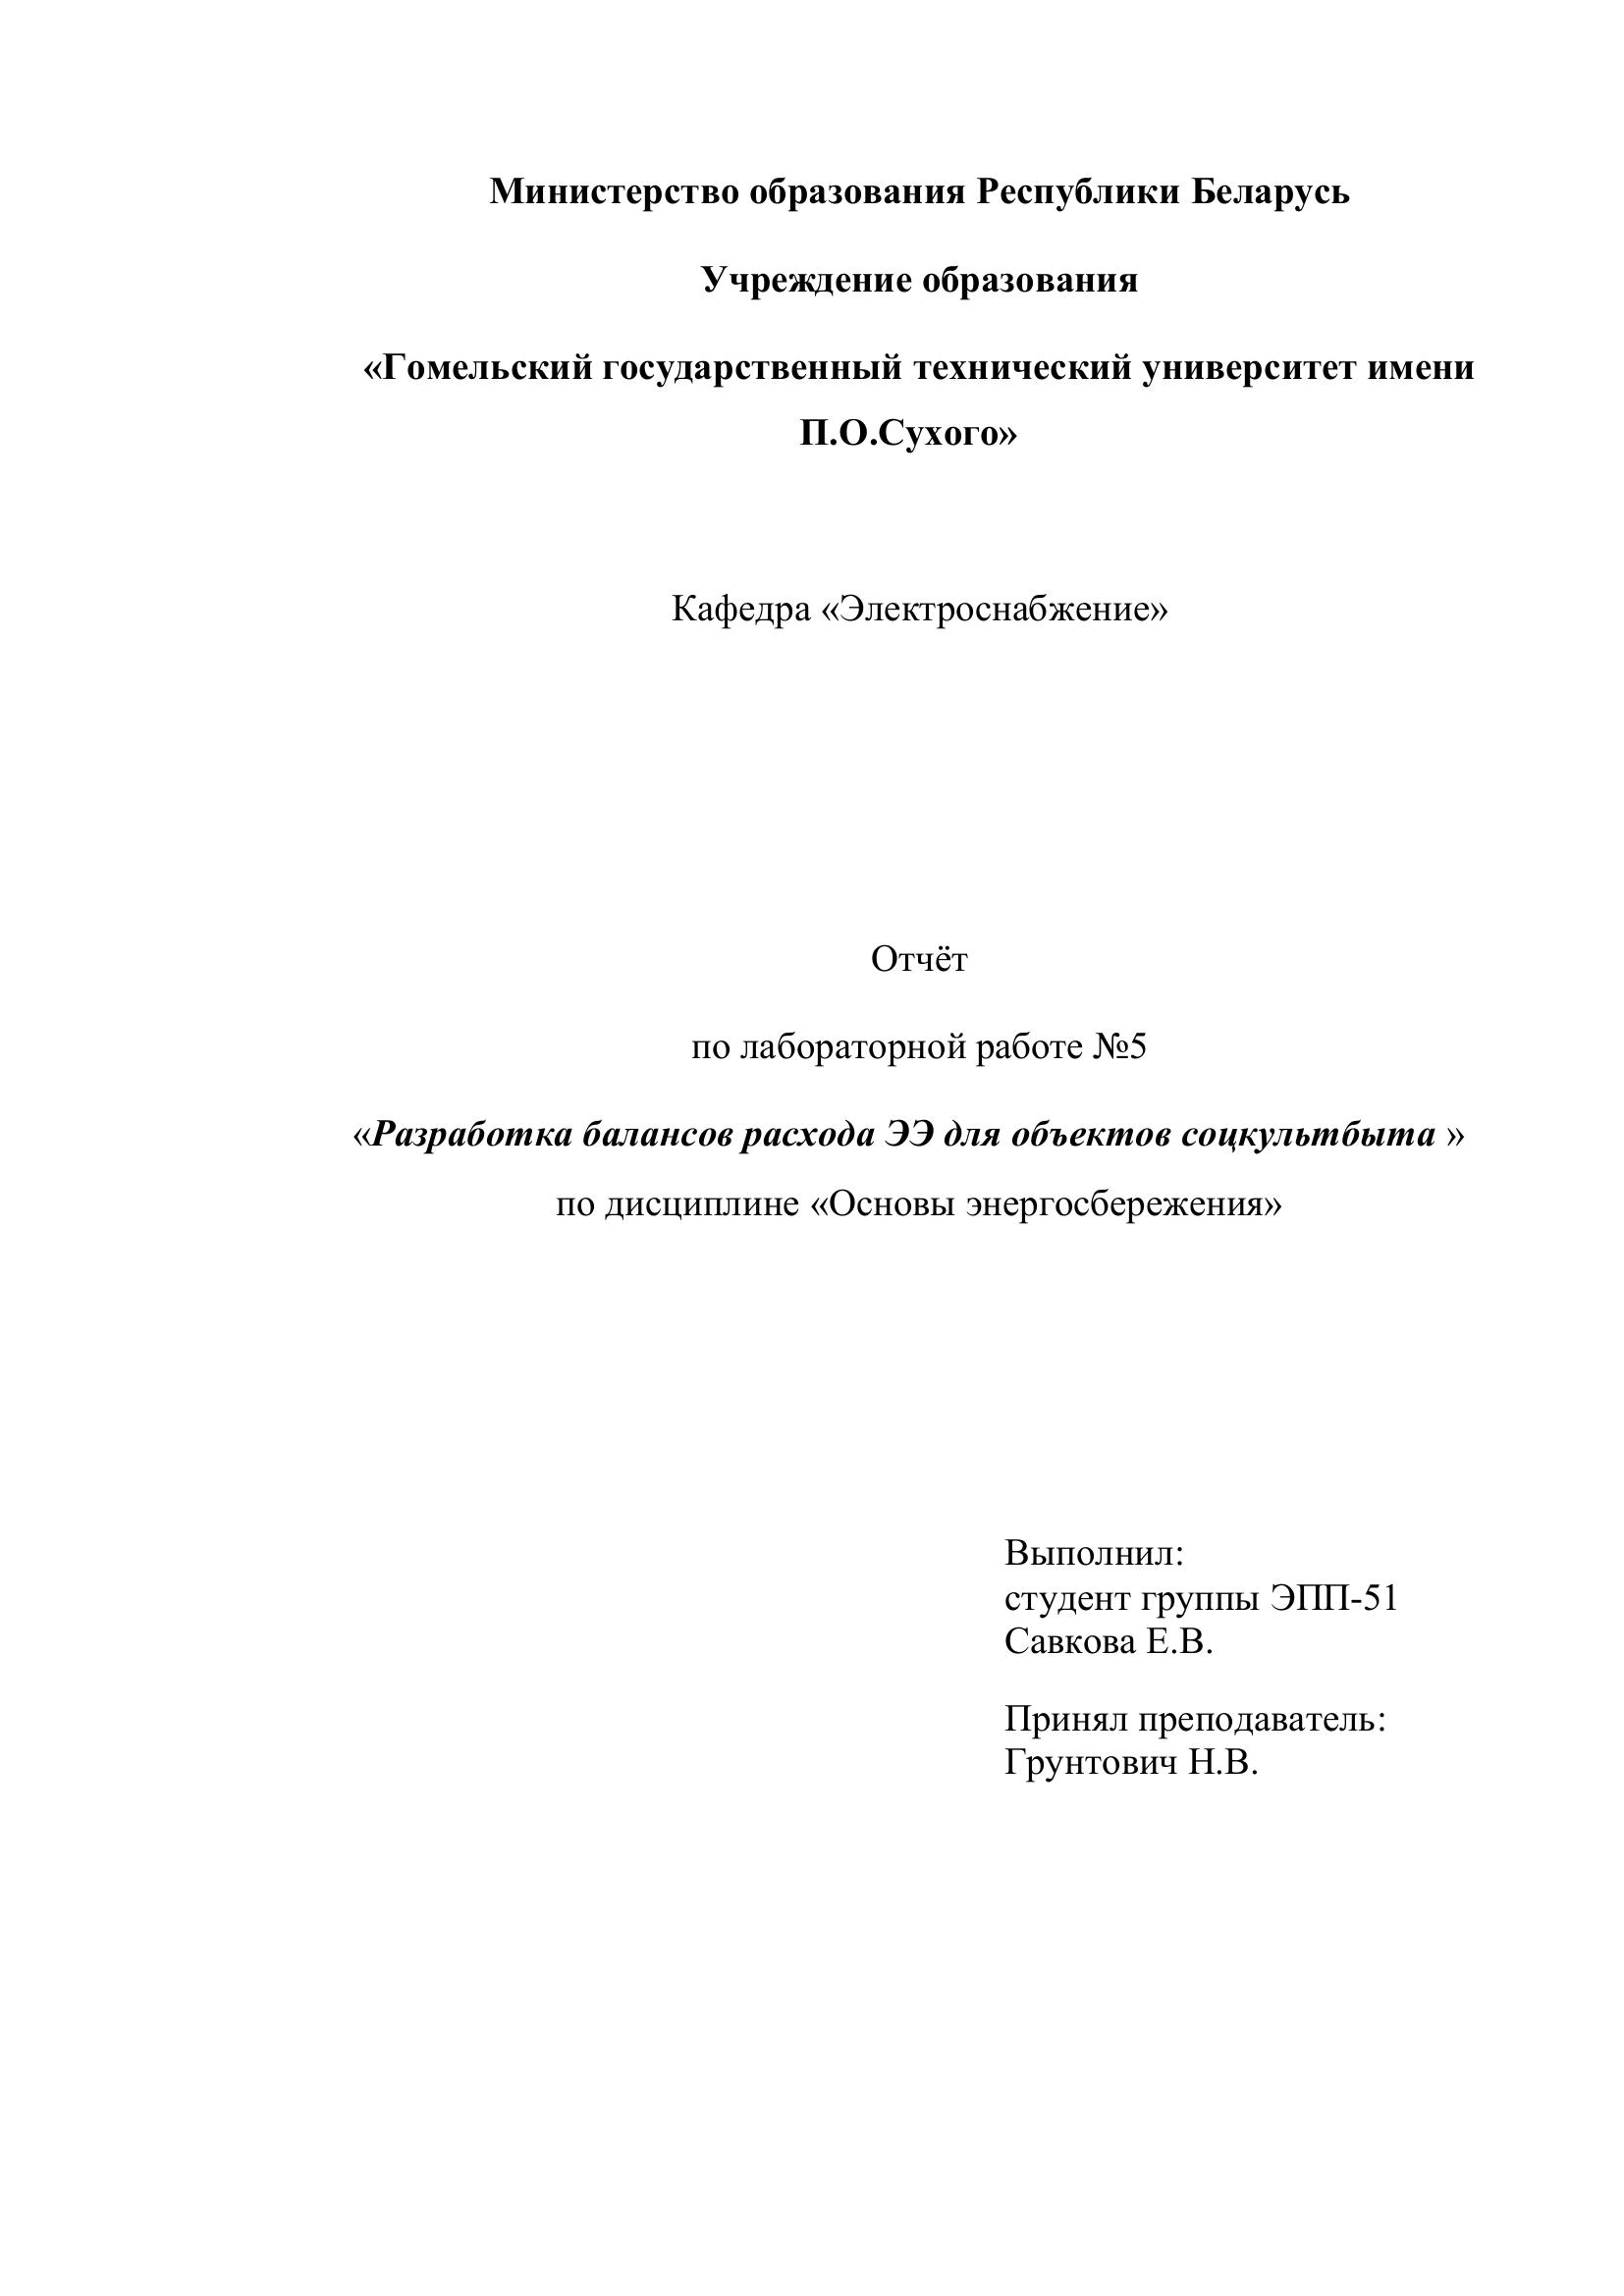 Министерство образования Республики Беларусь
Учреждение образования
«Гомельский государственный технический университет имени
П.О.Сухого»
Кафедра «Электроснабжение»
Отчёт
по лабораторной работе №5
«Разработка балансов расхода ЭЭ для объектов соцкультбыта »
по дисциплине «Основы энергосбережения»
Выполнил:
студент группы ЭПП-51
Савкова Е.В.
Принял преподаватель:
Грунтович Н.В.